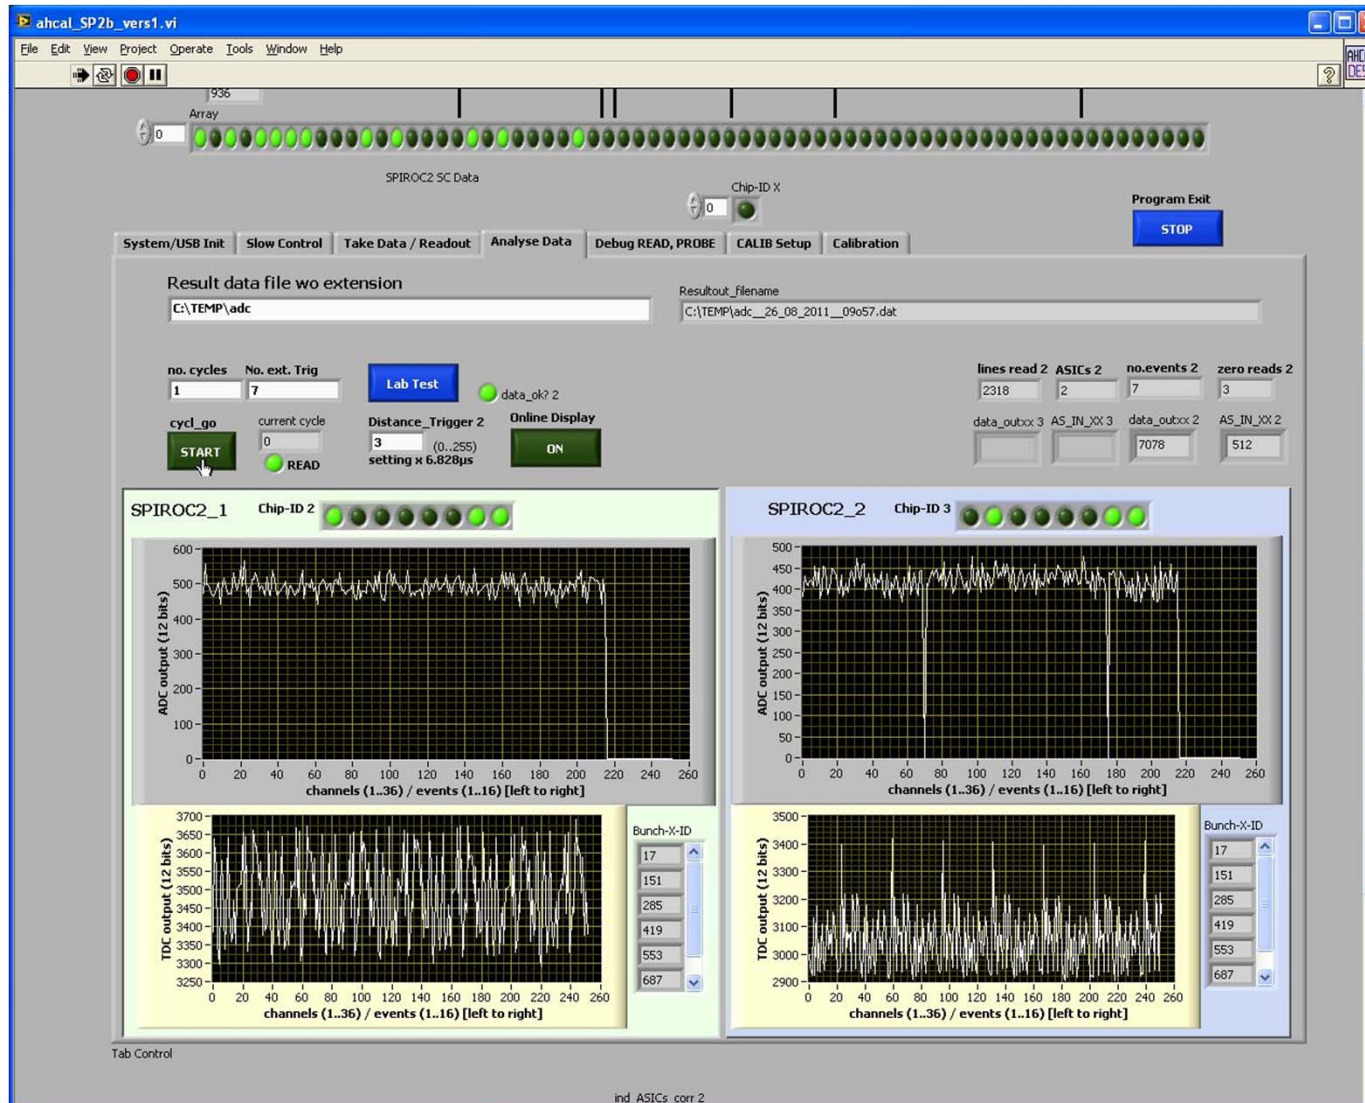 ahcal_SP2b_vers1.vi
File Edit View Project Operate Tools Window Help
936
Array
0
SPIROC2 SC Data
Chip-ID X
0
Program Exit
STOP
System/USB Init Slow Control Take Data / Readout Analyse Data Debug READ, PROBE CALIB Setup Calibration
Result data file wo extension
C:\TEMP\adc
Resultout_filename
C:\TEMP\adc__26_08_2011__09o57.dat
no. cycles No. ext. Trig
1 7
Lab Test
data_ok? 2
lines read 2 ASICs 2 no.events 2 zero reads 2
2318 2 7 3
cycl_go current cycle Distance_Trigger 2 Online Display
START 0 3 (0..255) ON
READ setting x 6.828µs
data_outxx 3 AS_IN_XX 3 data_outxx 2 AS_IN_XX 2
7078 512
SPIROC2_1 Chip-ID 2
600
500
400
300
200
100
0
ADC output (12 bits)
0 20 40 60 80 100 120 140 160 180 200 220 240 260
channels (1..36) / events (1..16) [left to right]
3700
3650
3600
3550
3500
3450
3400
3350
3300
3250
TDC output (12 bits)
0 20 40 60 80 100 120 140 160 180 200 220 240 260
channels (1..36) / events (1..16) [left to right]
Bunch-X-ID
17
151
285
419
553
687
SPIROC2_2 Chip-ID 3
500
450
400
350
300
250
200
150
100
50
0
ADC output (12 bits)
0 20 40 60 80 100 120 140 160 180 200 220 240 260
channels (1..36) / events (1..16) [left to right]
3500
3400
3300
3200
3100
3000
2900
TDC output (12 bits)
0 20 40 60 80 100 120 140 160 180 200 220 240 260
channels (1..36) / events (1..16) [left to right]
Bunch-X-ID
17
151
285
419
553
687
Tab Control
ind_ASICs_corr 2